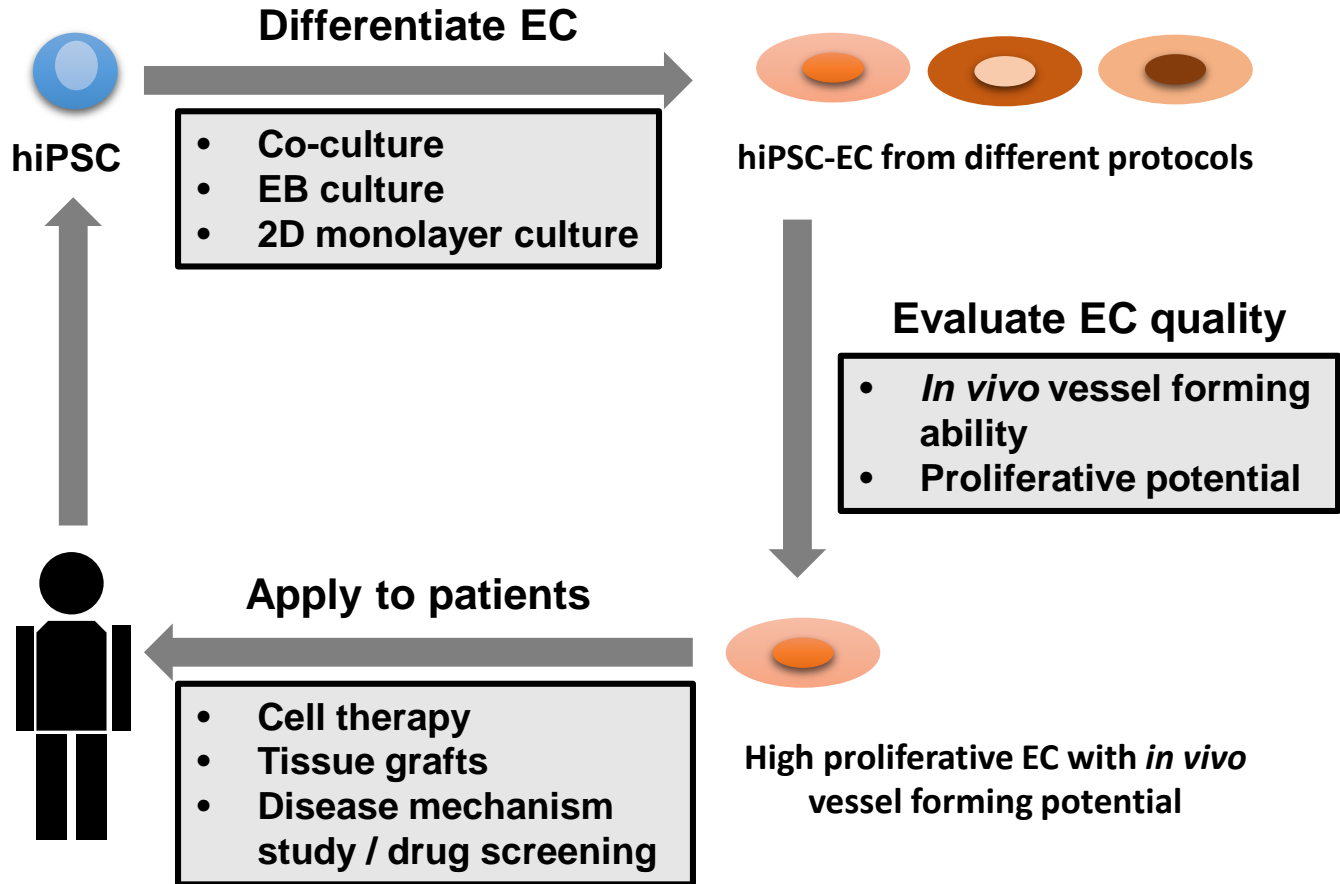 Differentiate EC
hiPSC
• Co-culture
• EB culture
• 2D monolayer culture
hiPSC-EC from different protocols
Evaluate EC quality
• In vivo vessel forming
ability
• Proliferative potential
Apply to patients
• Cell therapy
• Tissue grafts
• Disease mechanism
study / drug screening
High proliferative EC with in vivo
vessel forming potential